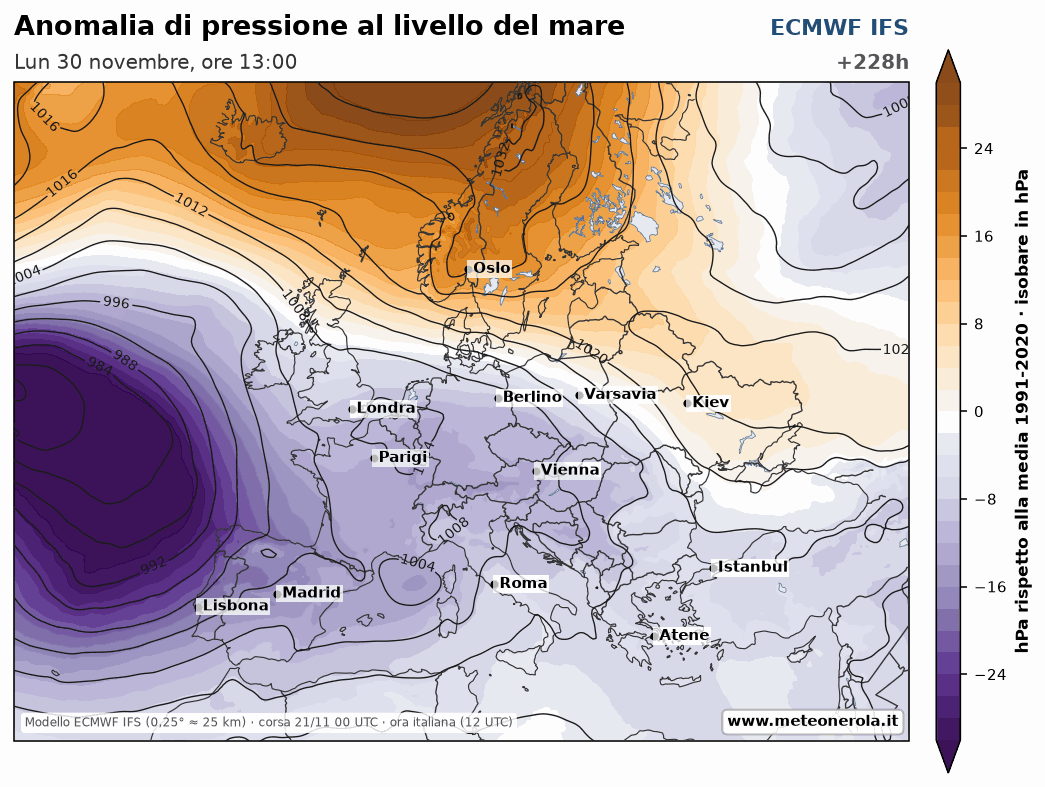 Anomalia di pressione al livello del mare
ECMWF IFS
Lun 30 novembre, ore 13:00
+228h
1016
1016
1012
1032
100
004
996
1008
988
984
1020
102
Oslo
Londra
Berlino
Varsavia
Kiev
Parigi
Vienna
1008
1004
992
Madrid
Lisbona
Roma
Istanbul
Atene
24
16
8
0
−8
−16
−24
hPa rispetto alla media 1991-2020 · isobare in hPa
Modello ECMWF IFS (0,25° ≈ 25 km) · corsa 21/11 00 UTC · ora italiana (12 UTC)
www.meteonerola.it